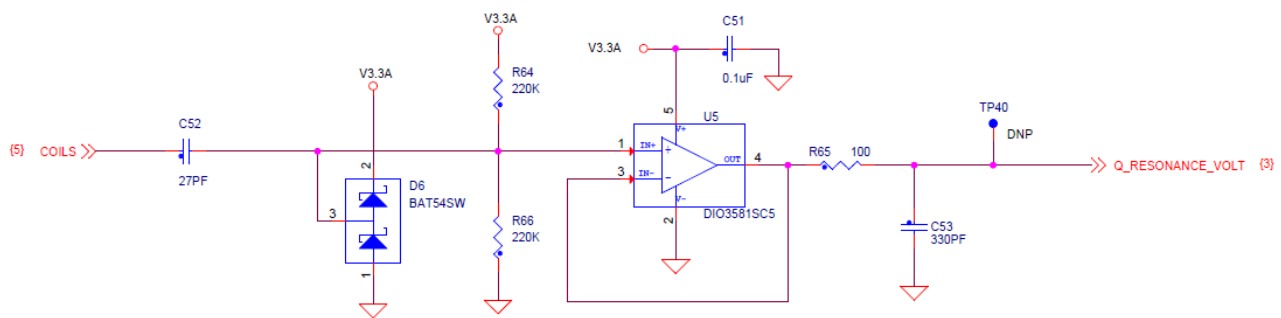 V3.3A
C51
V3.3A
0.1uF
V3.3A
R64
220K
C52
27PF
{5} COILS
2
3
D6
BAT54SW
1
R66
220K
U5
5
V+
1
IN+
3
IN-
OUT
4
V-
2
DIO3581SC5
R65 100
TP40
DNP
Q_RESONANCE_VOLT {3}
C53
330PF